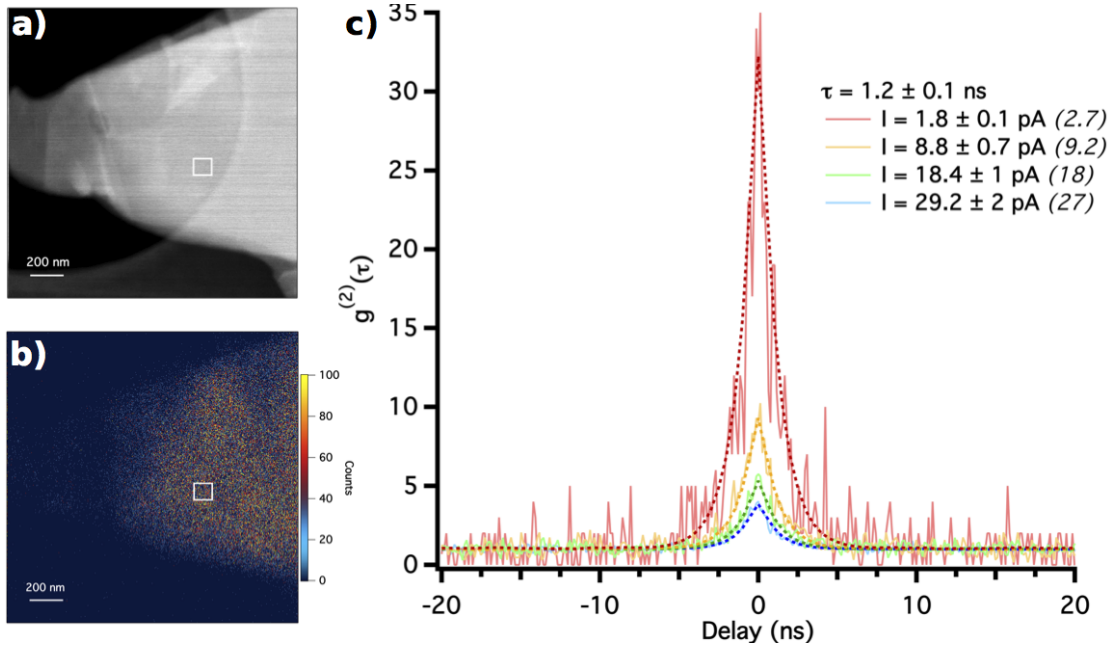 a)
200 nm
b)
100
80
60
40
20
0
Counts
200 nm
c)
35
30
25
20
15
10
5
0
g(2)(τ)
-20
-10
0
10
20
Delay (ns)
τ = 1.2 ± 0.1 ns
I = 1.8 ± 0.1 pA (2.7)
I = 8.8 ± 0.7 pA (9.2)
I = 18.4 ± 1 pA (18)
I = 29.2 ± 2 pA (27)